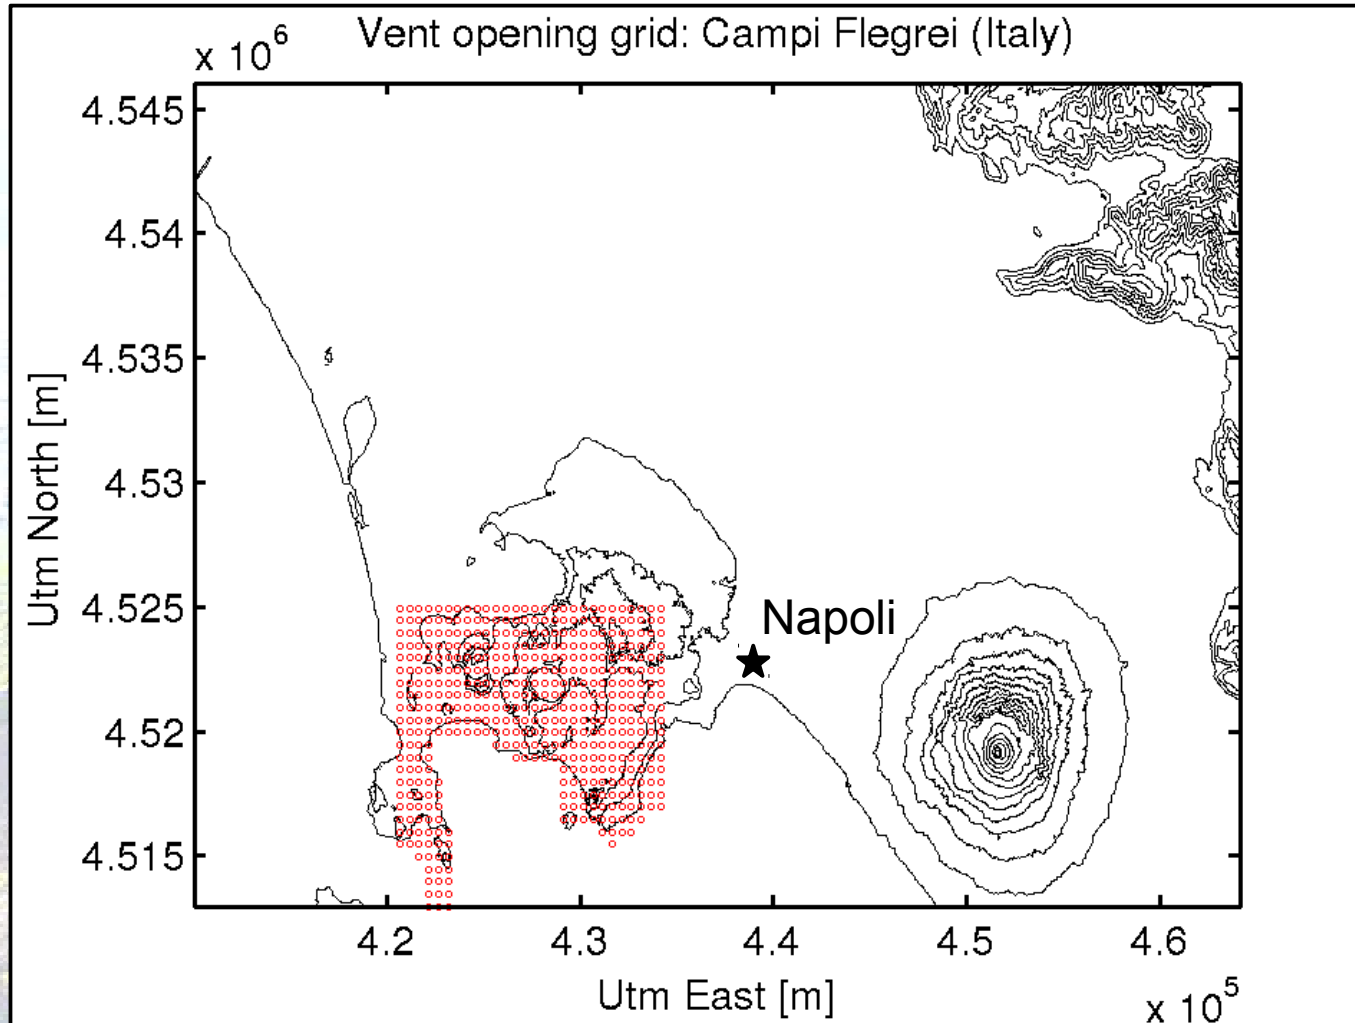 Vent opening grid: Campi Flegrei (Italy)
x 10^6
4.545
4.54
4.535
4.53
4.525
4.52
4.515
Utm North [m]
Napoli
4.2 4.3 4.4 4.5 4.6
Utm East [m]
x 10^5